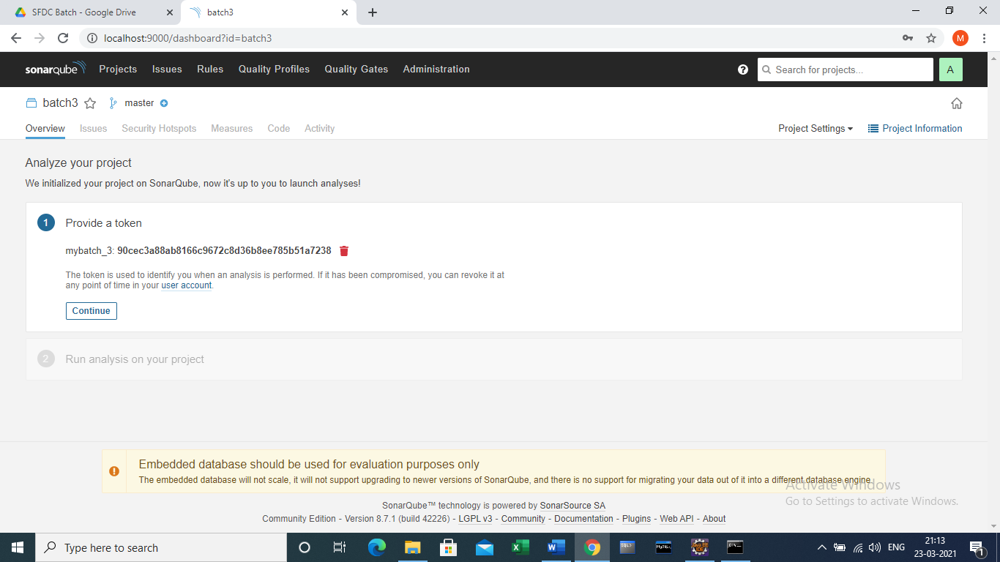 SFDC Batch - Google Drive
batch3
localhost:9000/dashboard?id=batch3
M
sonarqube Projects Issues Rules Quality Profiles Quality Gates Administration
Search for projects...
A
batch3 master
Overview Issues Security Hotspots Measures Code Activity
Project Settings Project Information
Analyze your project
We initialized your project on SonarQube, now it's up to you to launch analyses!
1 Provide a token
mybatch_3: 90cec3a88ab8166c9672c8d36b8ee785b51a7238
The token is used to identify you when an analysis is performed. If it has been compromised, you can revoke it at
any point of time in your user account.
Continue
2 Run analysis on your project
Embedded database should be used for evaluation purposes only
The embedded database will not scale, it will not support upgrading to newer versions of SonarQube, and there is no support for migrating your data out of it into a different database engine.
Activate Windows
Go to Settings to activate Windows.
SonarQube™ technology is powered by SonarSource SA
Community Edition - Version 8.7.1 (build 42226) - LGPL v3 - Community - Documentation - Plugins - Web API - About
Type here to search
ENG
21:13
23-03-2021
1